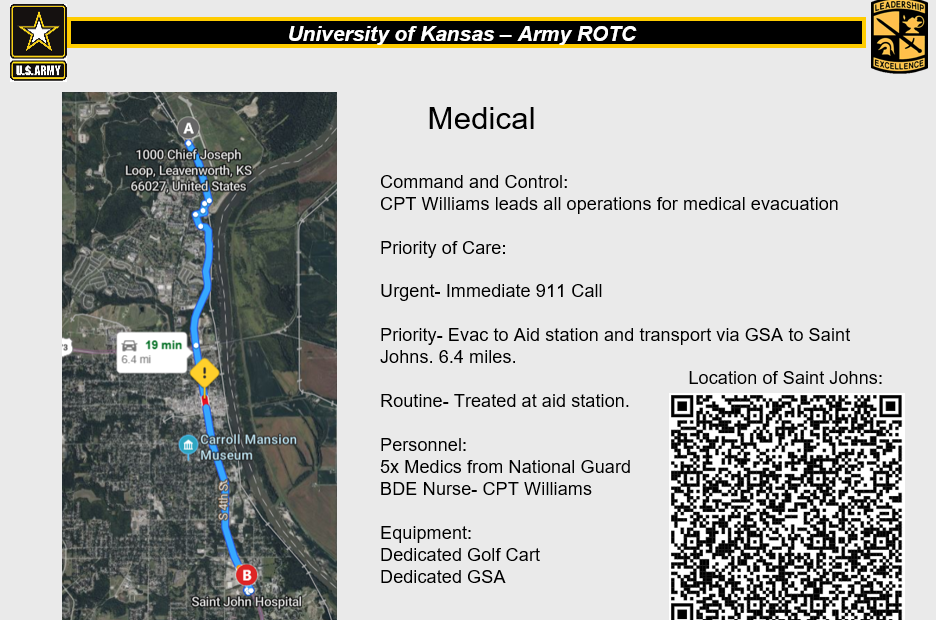 University of Kansas – Army ROTC
U.S.ARMY
LEADERSHIP
EXCELLENCE
Medical
A
1000 Chief Joseph
Loop, Leavenworth, KS
66027, United States
73
19 min
6.4 mi
!
Carroll Mansion
Museum
S 4th St
B
Saint John Hospital
Command and Control:
CPT Williams leads all operations for medical evacuation
Priority of Care:
Urgent- Immediate 911 Call
Priority- Evac to Aid station and transport via GSA to Saint
Johns. 6.4 miles.
Routine- Treated at aid station.
Personnel:
5x Medics from National Guard
BDE Nurse- CPT Williams
Equipment:
Dedicated Golf Cart
Dedicated GSA
Location of Saint Johns: